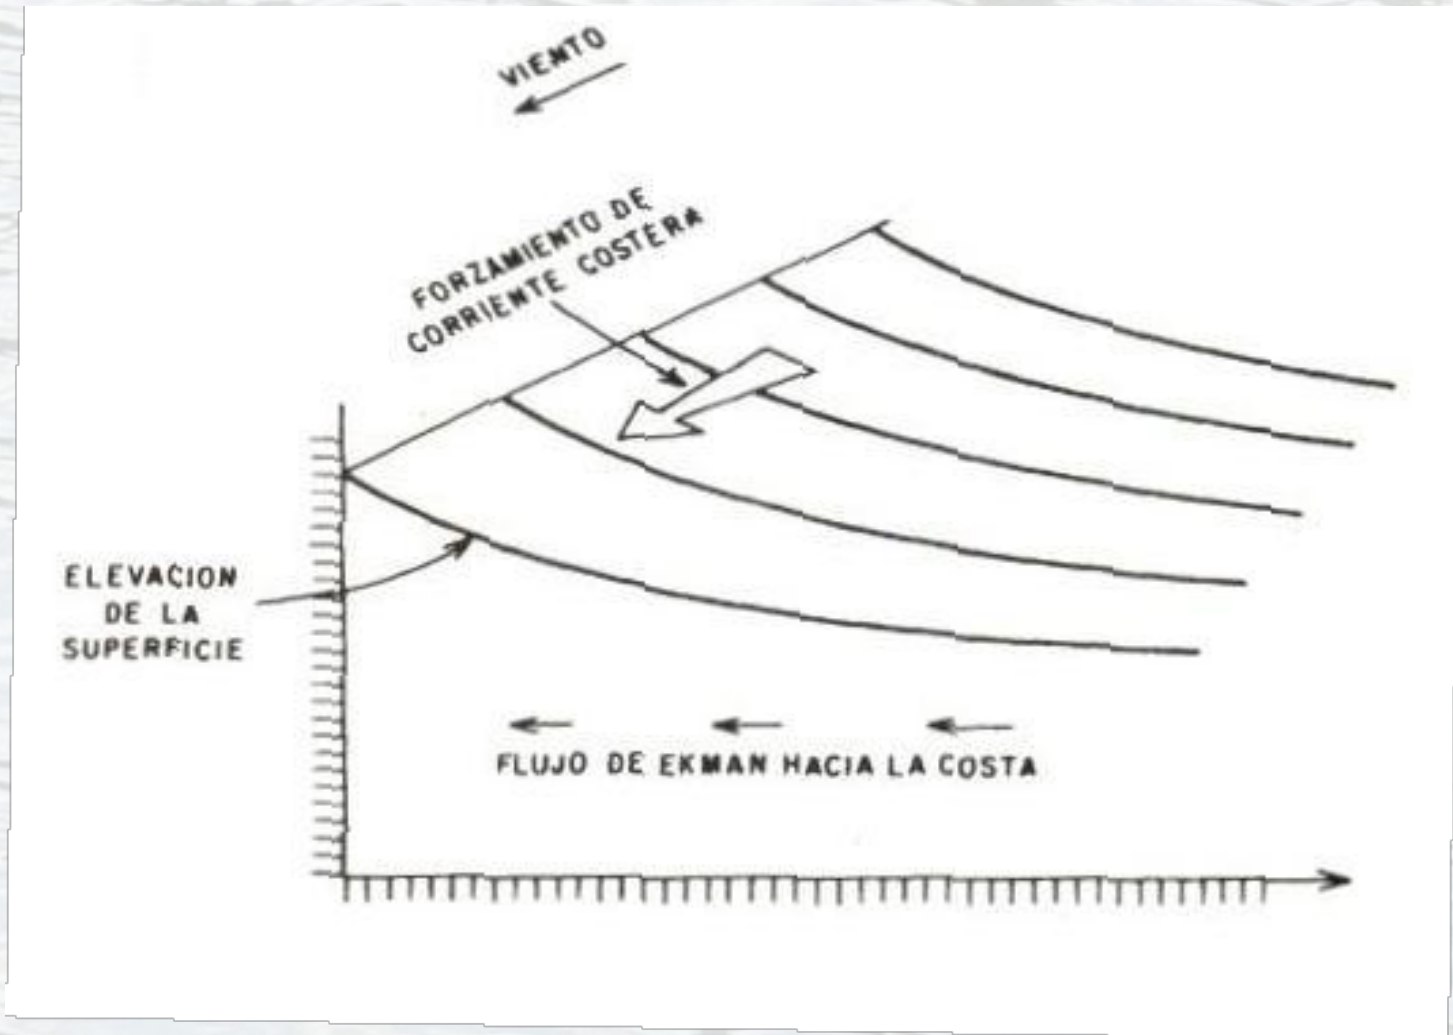 VIENTO
FORZAMIENTO DE
CORRIENTE COSTERA
ELEVACION
DE LA
SUPERFICIE
FLUJO DE EKMAN HACIA LA COSTA